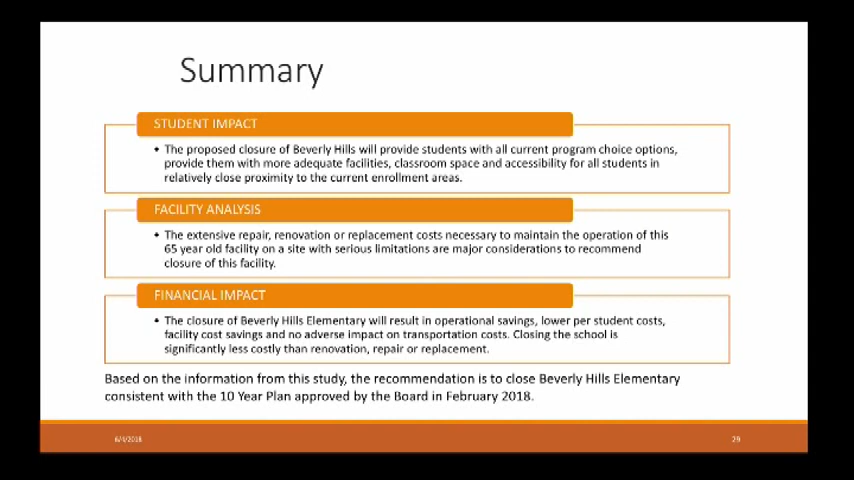 Summary
STUDENT IMPACT
• The proposed closure of Beverly Hills will provide students with all current program choice options,
provide them with more adequate facilities, classroom space and accessibility for all students in
relatively close proximity to the current enrollment areas.
FACILITY ANALYSIS
• The extensive repair, renovation or replacement costs necessary to maintain the operation of this
65 year old facility on a site with serious limitations are major considerations to recommend
closure of this facility.
FINANCIAL IMPACT
• The closure of Beverly Hills Elementary will result in operational savings, lower per student costs,
facility cost savings and no adverse impact on transportation costs. Closing the school is
significantly less costly than renovation, repair or replacement.
Based on the information from this study, the recommendation is to close Beverly Hills Elementary
consistent with the 10 Year Plan approved by the Board in February 2018.
29